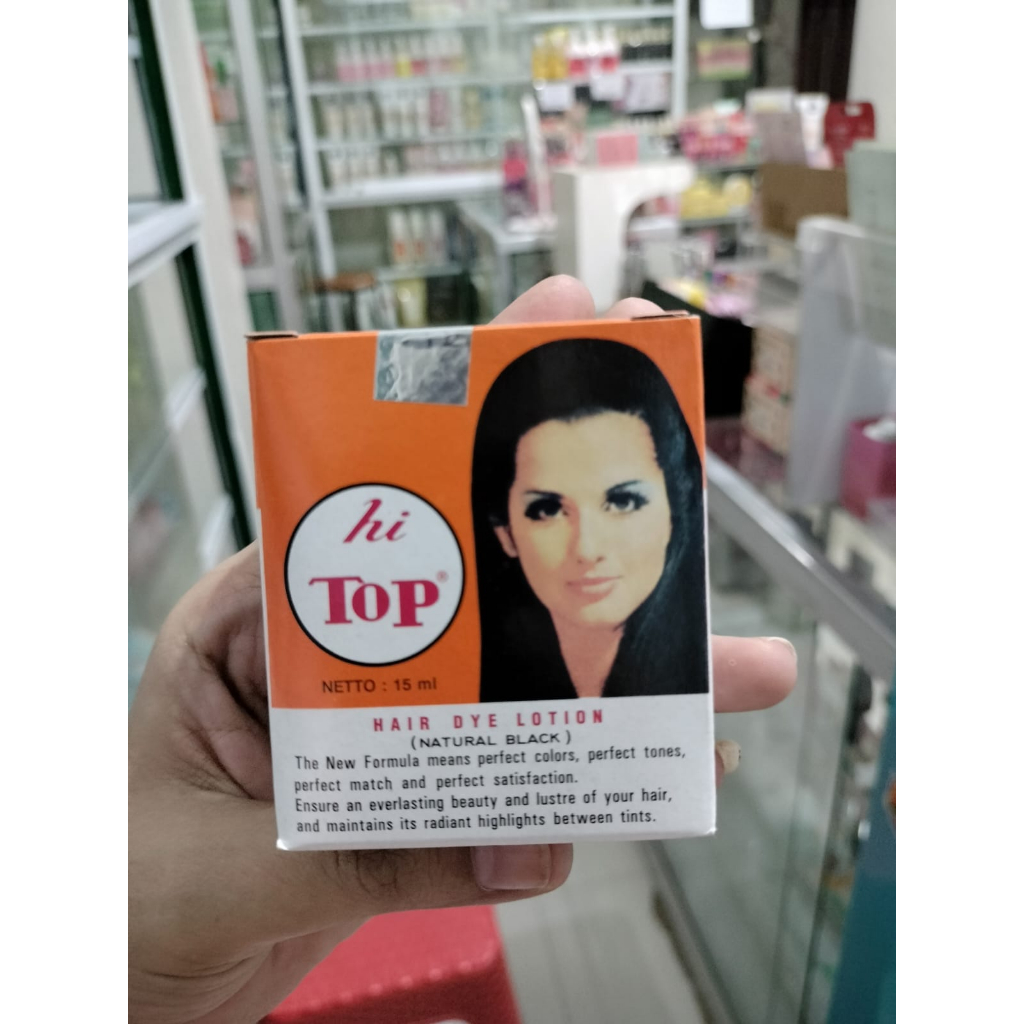 hi
TOP®
NETTO : 15 ml
HAIR DYE LOTION
(NATURAL BLACK)
The New Formula means perfect colors, perfect tones,
perfect match and perfect satisfaction.
Ensure an everlasting beauty and lustre of your hair,
and maintains its radiant highlights between tints.